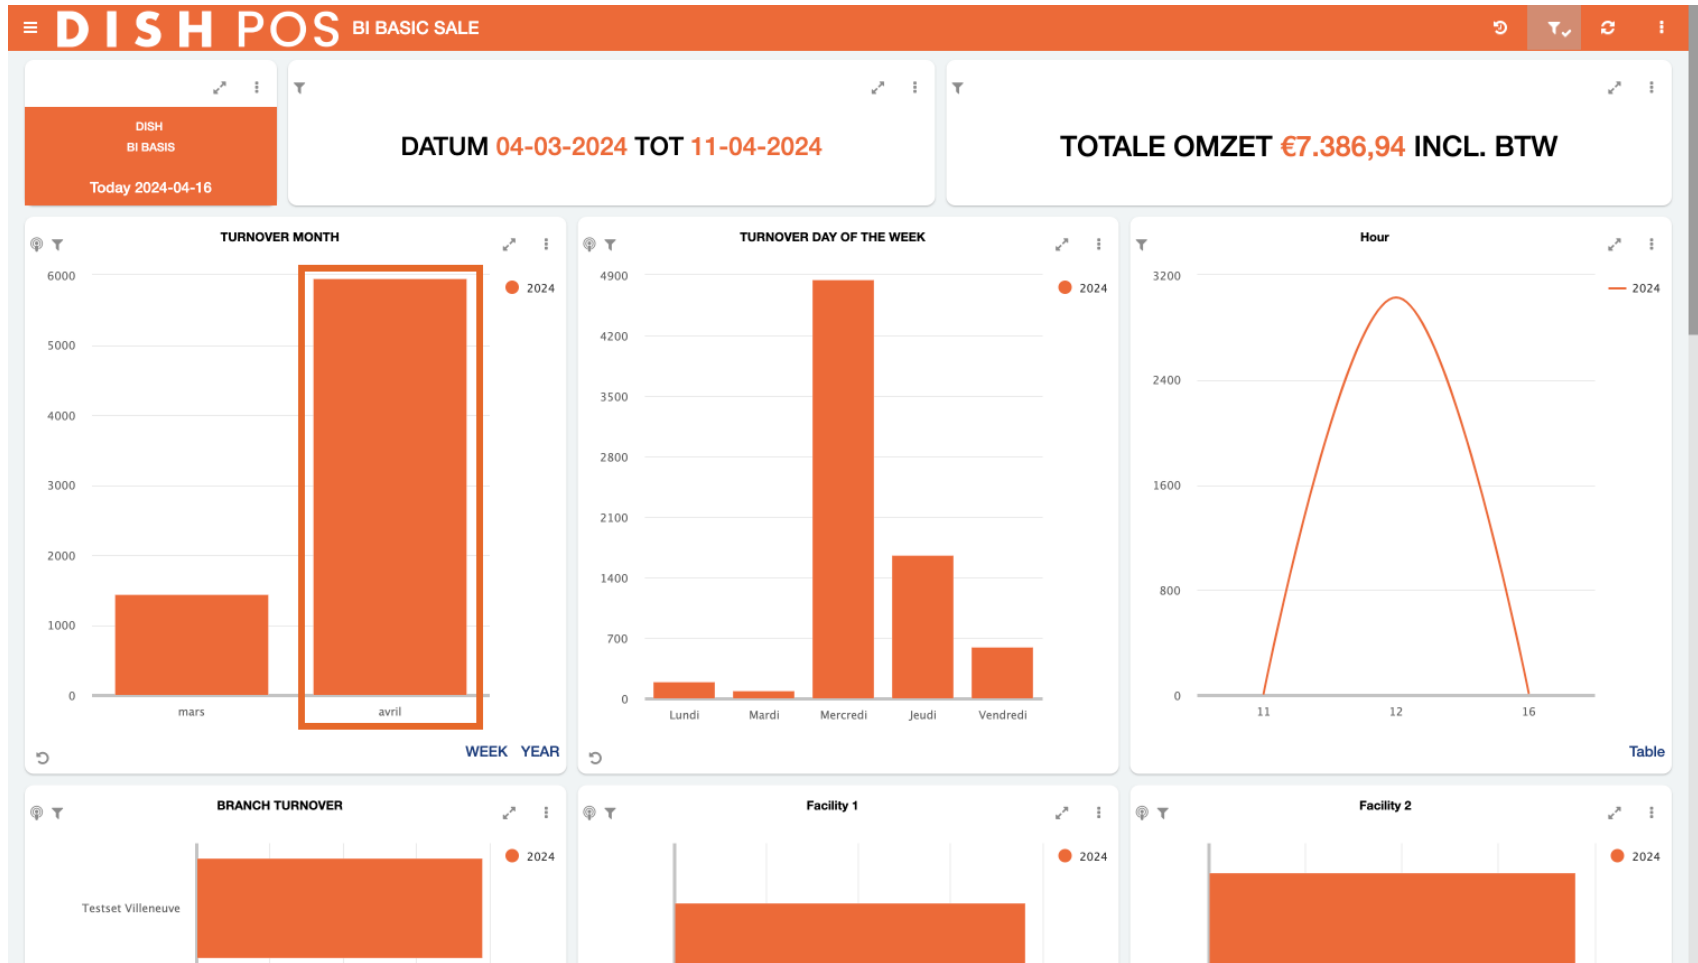 DISH POS BI BASIC SALE
DISH
BI BASIS
Today 2024-04-16
DATUM 04-03-2024 TOT 11-04-2024
TOTALE OMZET €7.386,94 INCL. BTW
TURNOVER MONTH
2024
6000
5000
4000
3000
2000
1000
0
mars avril
WEEK YEAR
TURNOVER DAY OF THE WEEK
2024
4900
4200
3500
2800
2100
1400
700
0
Lundi Mardi Mercredi Jeudi Vendredi
Hour
2024
3200
2400
1600
800
0
11 12 16
Table
BRANCH TURNOVER
2024
Testset Villeneuve
Facility 1
2024
Facility 2
2024